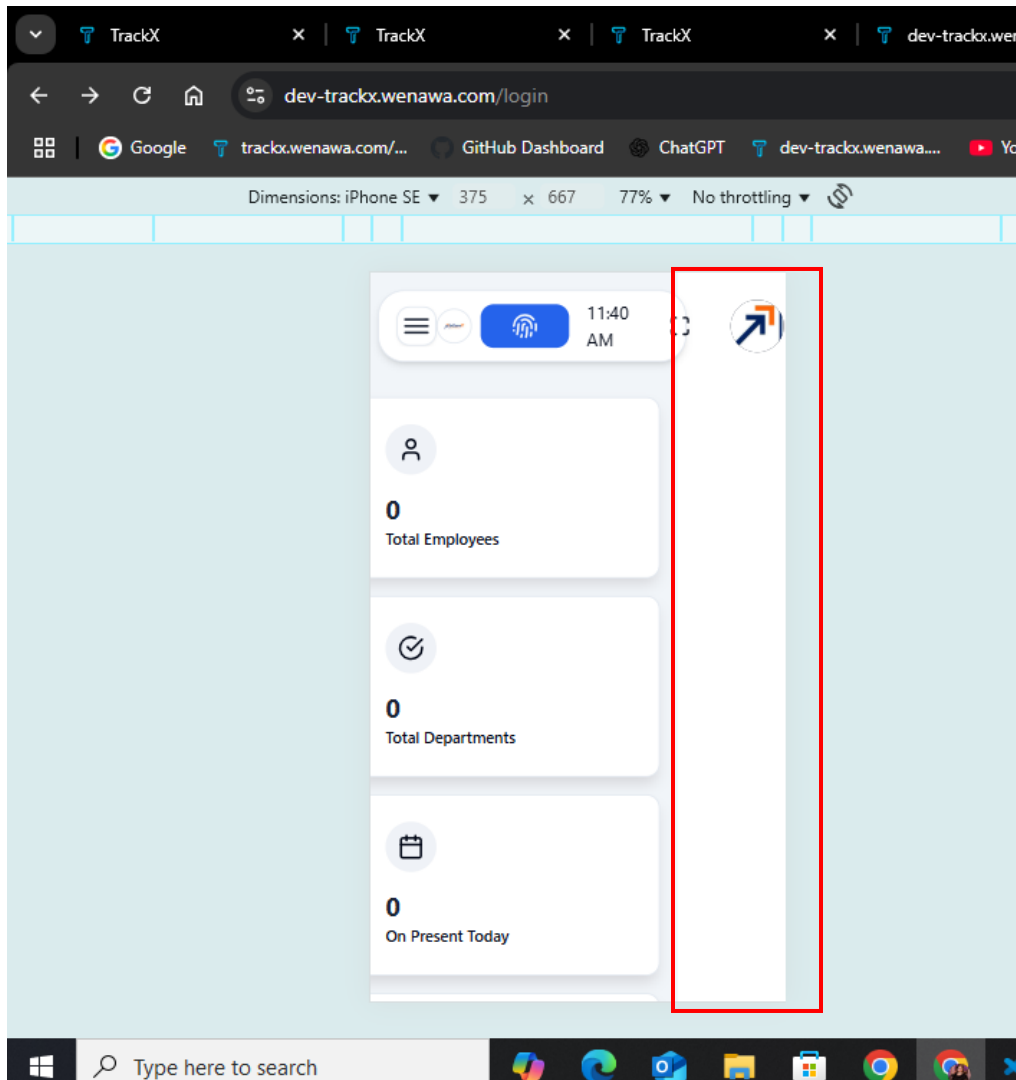 TrackX TrackX TrackX dev-trackx.wen
dev-trackx.wenawa.com/login
Google trackx.wenawa.com/... GitHub Dashboard ChatGPT dev-trackx.wenawa.... Yo
Dimensions: iPhone SE 375 × 667 77% No throttling
11:40
AM
0
Total Employees
0
Total Departments
0
On Present Today
Type here to search